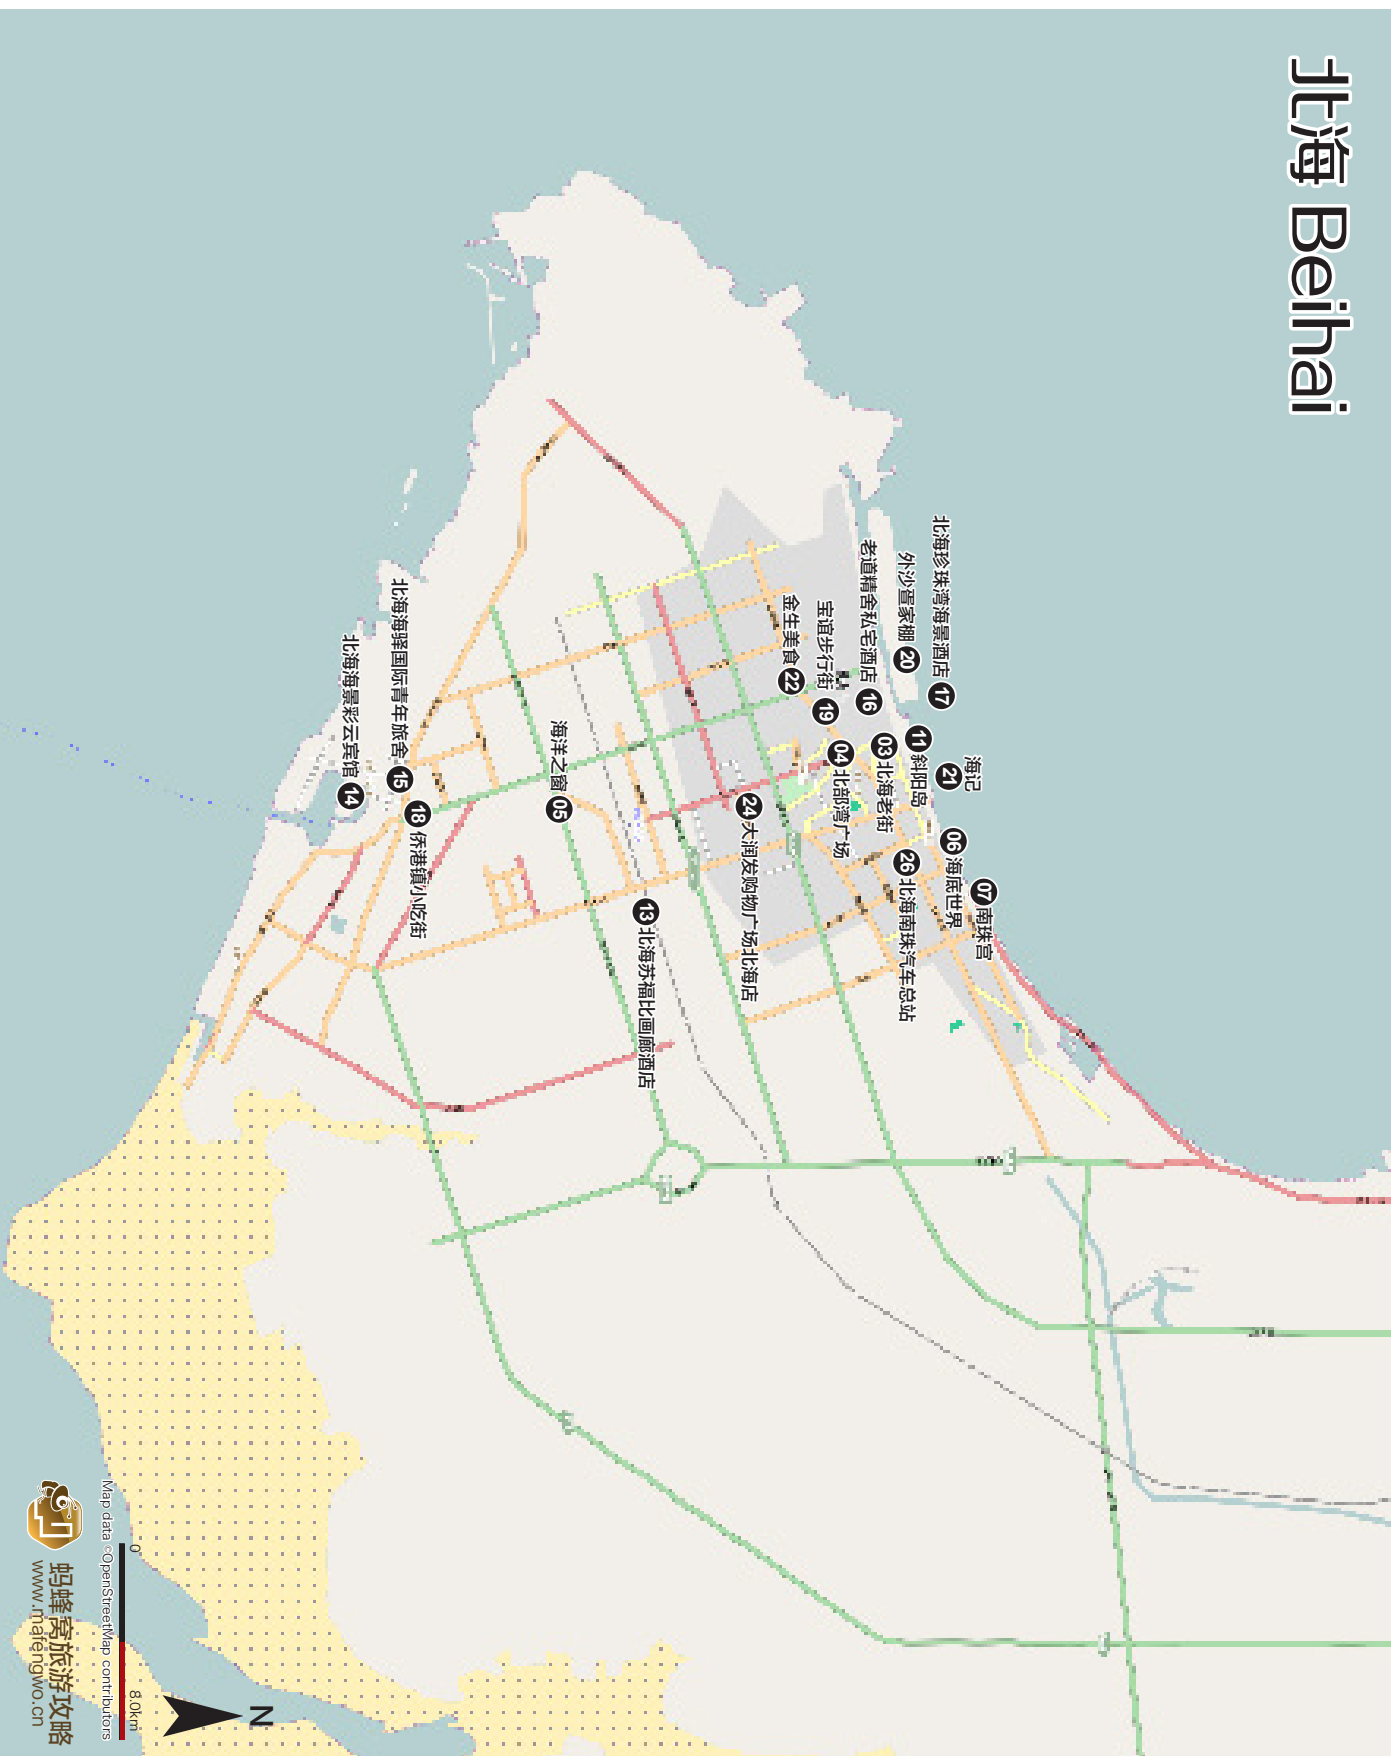 北海 Beihai
北海珍珠湾海景酒店 17
外沙疍家棚 20
老道精舍私宅酒店 16
宝谊步行街 19
金生美食 22
海记
21
11 斜阳岛
03 北海老街
04 北部湾广场
06 海底世界
07 南珠宫
26 北海南珠汽车总站
24 大润发购物广场北海店
13 北海苏福比画廊酒店
海洋之窗 05
北海海驿国际青年旅舍 15
18 侨港镇小吃街
北海海景彩云宾馆 14
N
0 8.0km
Map data ©OpenStreetMap contributors
蚂蜂窝旅游攻略
www.mafengwo.cn